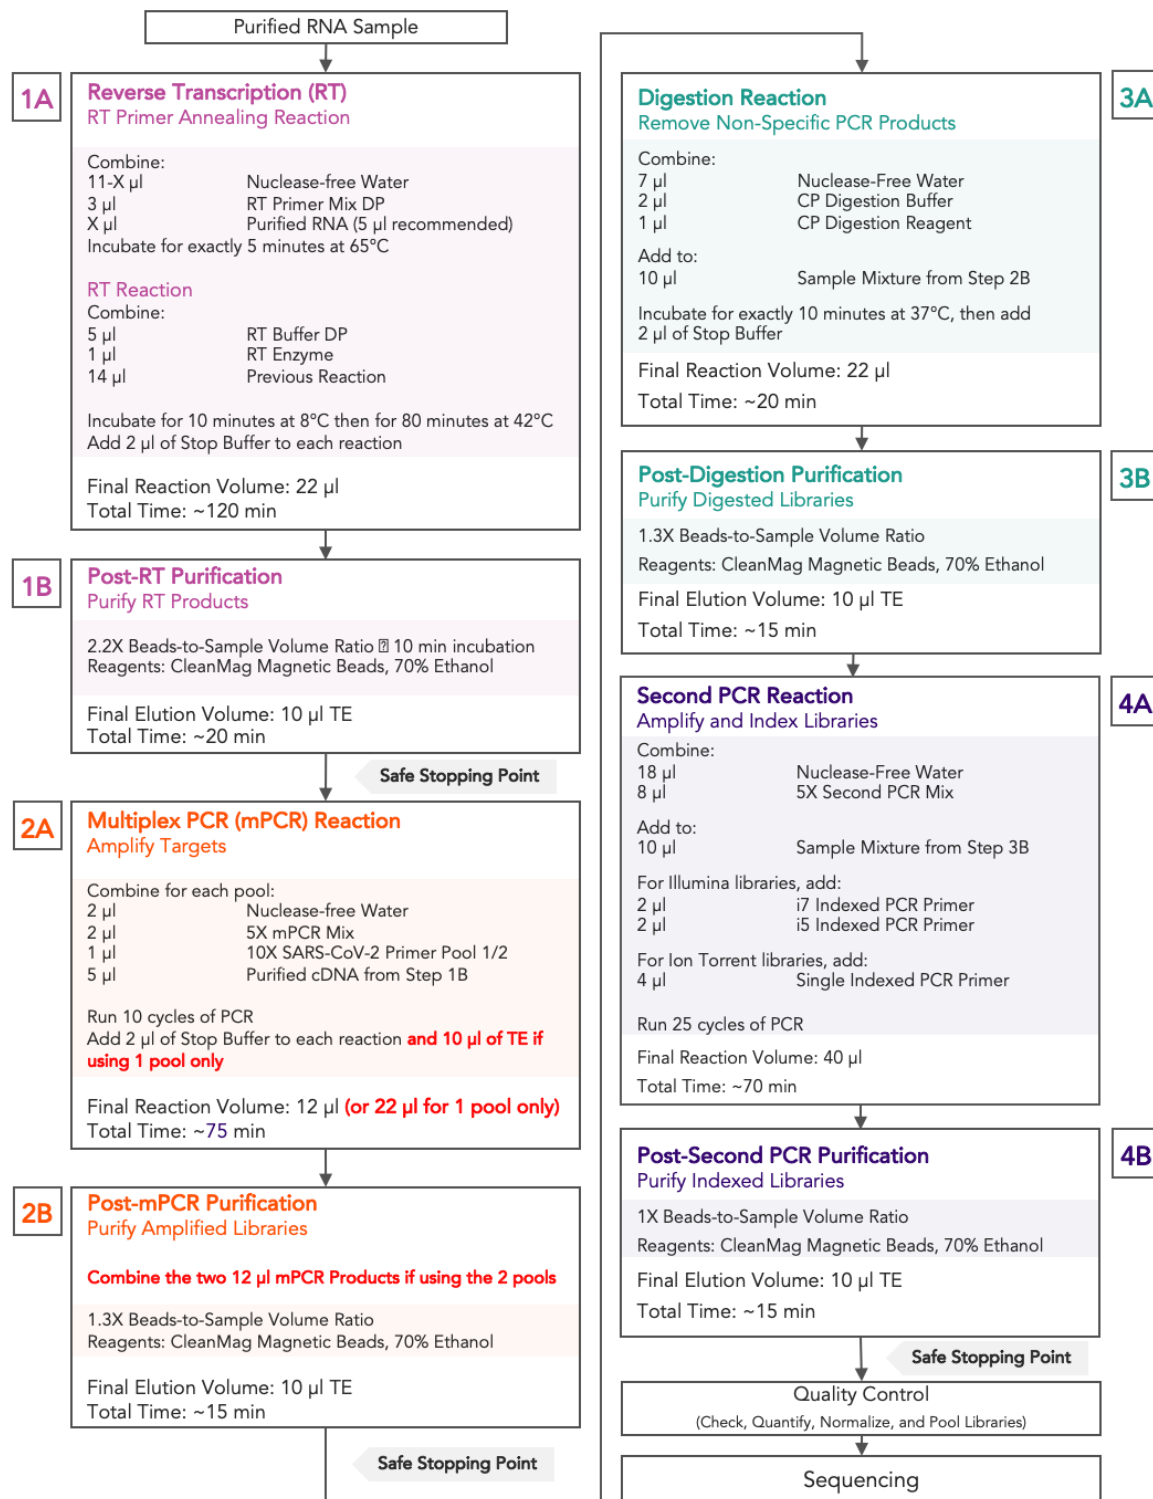 Purified RNA Sample
1A
Reverse Transcription (RT)
RT Primer Annealing Reaction
Combine:
11-X µl Nuclease-free Water
3 µl RT Primer Mix DP
X µl Purified RNA (5 µl recommended)
Incubate for exactly 5 minutes at 65°C
RT Reaction
Combine:
5 µl RT Buffer DP
1 µl RT Enzyme
14 µl Previous Reaction
Incubate for 10 minutes at 8°C then for 80 minutes at 42°C
Add 2 µl of Stop Buffer to each reaction
Final Reaction Volume: 22 µl
Total Time: ~120 min
1B
Post-RT Purification
Purify RT Products
2.2X Beads-to-Sample Volume Ratio 10 min incubation
Reagents: CleanMag Magnetic Beads, 70% Ethanol
Final Elution Volume: 10 µl TE
Total Time: ~20 min
Safe Stopping Point
2A
Multiplex PCR (mPCR) Reaction
Amplify Targets
Combine for each pool:
2 µl Nuclease-free Water
2 µl 5X mPCR Mix
1 µl 10X SARS-CoV-2 Primer Pool 1/2
5 µl Purified cDNA from Step 1B
Run 10 cycles of PCR
Add 2 µl of Stop Buffer to each reaction and 10 µl of TE if
using 1 pool only
Final Reaction Volume: 12 µl (or 22 µl for 1 pool only)
Total Time: ~75 min
2B
Post-mPCR Purification
Purify Amplified Libraries
Combine the two 12 µl mPCR Products if using the 2 pools
1.3X Beads-to-Sample Volume Ratio
Reagents: CleanMag Magnetic Beads, 70% Ethanol
Final Elution Volume: 10 µl TE
Total Time: ~15 min
Safe Stopping Point
3A
Digestion Reaction
Remove Non-Specific PCR Products
Combine:
7 µl Nuclease-Free Water
2 µl CP Digestion Buffer
1 µl CP Digestion Reagent
Add to:
10 µl Sample Mixture from Step 2B
Incubate for exactly 10 minutes at 37°C, then add
2 µl of Stop Buffer
Final Reaction Volume: 22 µl
Total Time: ~20 min
3B
Post-Digestion Purification
Purify Digested Libraries
1.3X Beads-to-Sample Volume Ratio
Reagents: CleanMag Magnetic Beads, 70% Ethanol
Final Elution Volume: 10 µl TE
Total Time: ~15 min
4A
Second PCR Reaction
Amplify and Index Libraries
Combine:
18 µl Nuclease-Free Water
8 µl 5X Second PCR Mix
Add to:
10 µl Sample Mixture from Step 3B
For Illumina libraries, add:
2 µl i7 Indexed PCR Primer
2 µl i5 Indexed PCR Primer
For Ion Torrent libraries, add:
4 µl Single Indexed PCR Primer
Run 25 cycles of PCR
Final Reaction Volume: 40 µl
Total Time: ~70 min
4B
Post-Second PCR Purification
Purify Indexed Libraries
1X Beads-to-Sample Volume Ratio
Reagents: CleanMag Magnetic Beads, 70% Ethanol
Final Elution Volume: 10 µl TE
Total Time: ~15 min
Safe Stopping Point
Quality Control
(Check, Quantify, Normalize, and Pool Libraries)
Sequencing